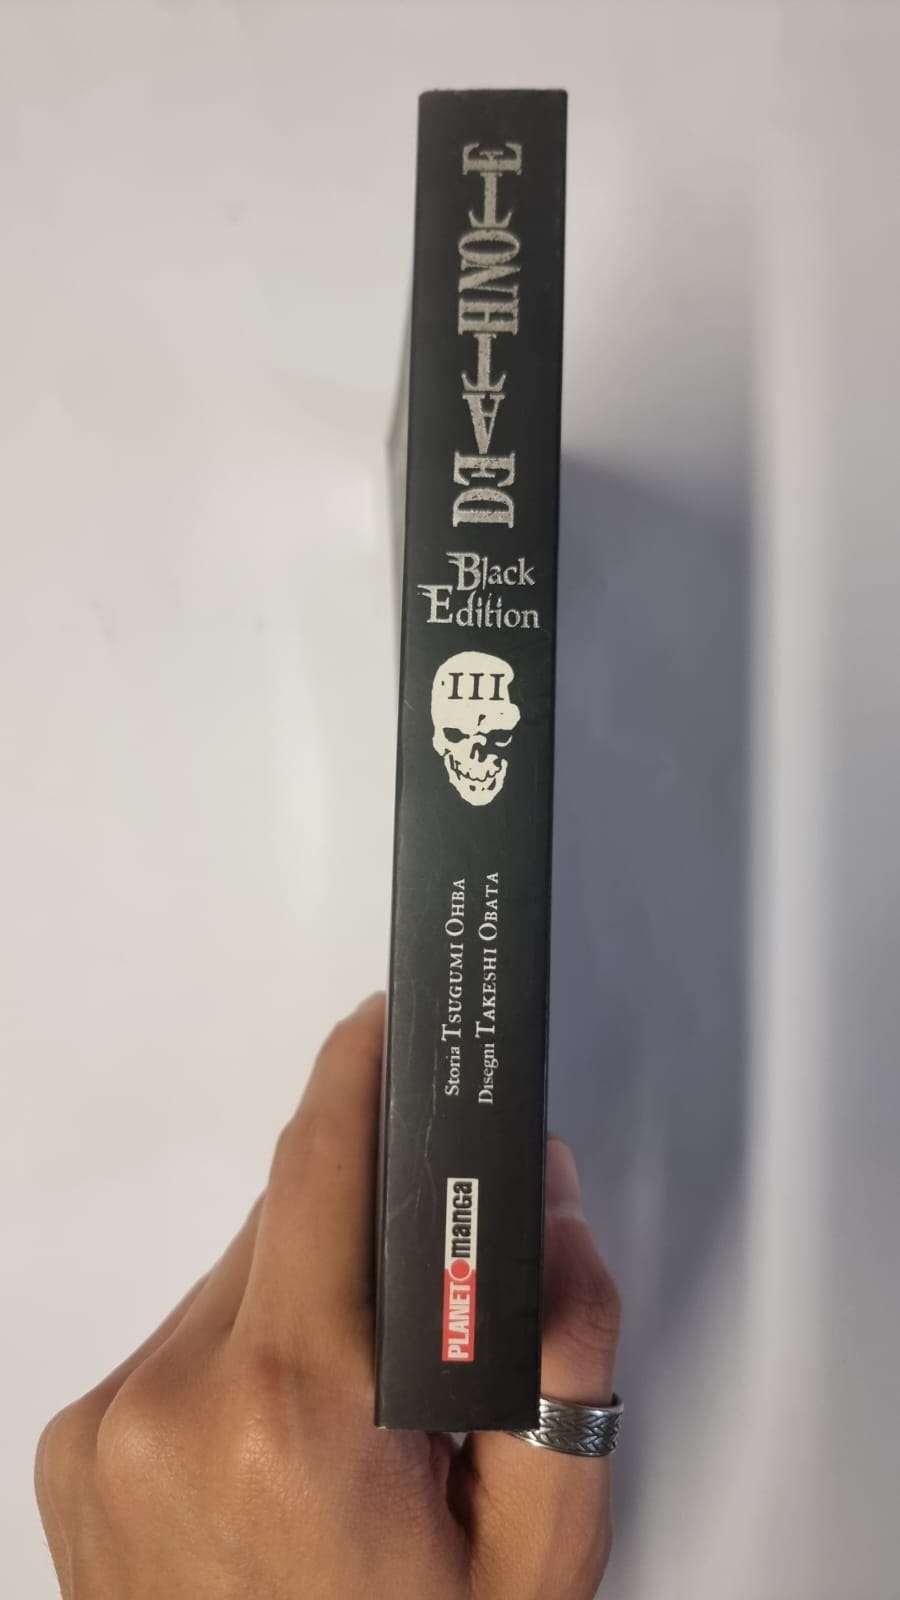 DEATH NOTE
Black
Edition
III
Storia TSUGUMI OHBA
Disegni TAKESHI OBATA
PLANET manga